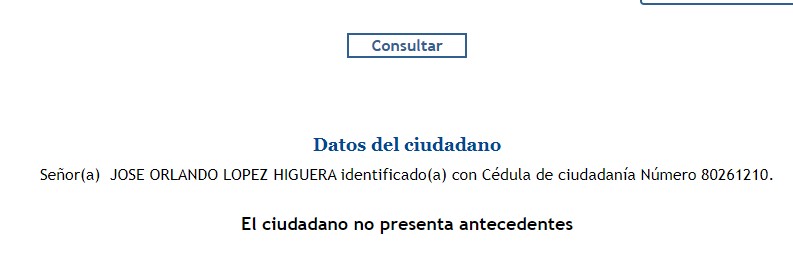 Consultar
Datos del ciudadano
Señor(a) JOSE ORLANDO LOPEZ HIGUERA identificado(a) con Cédula de ciudadanía Número 80261210.
El ciudadano no presenta antecedentes